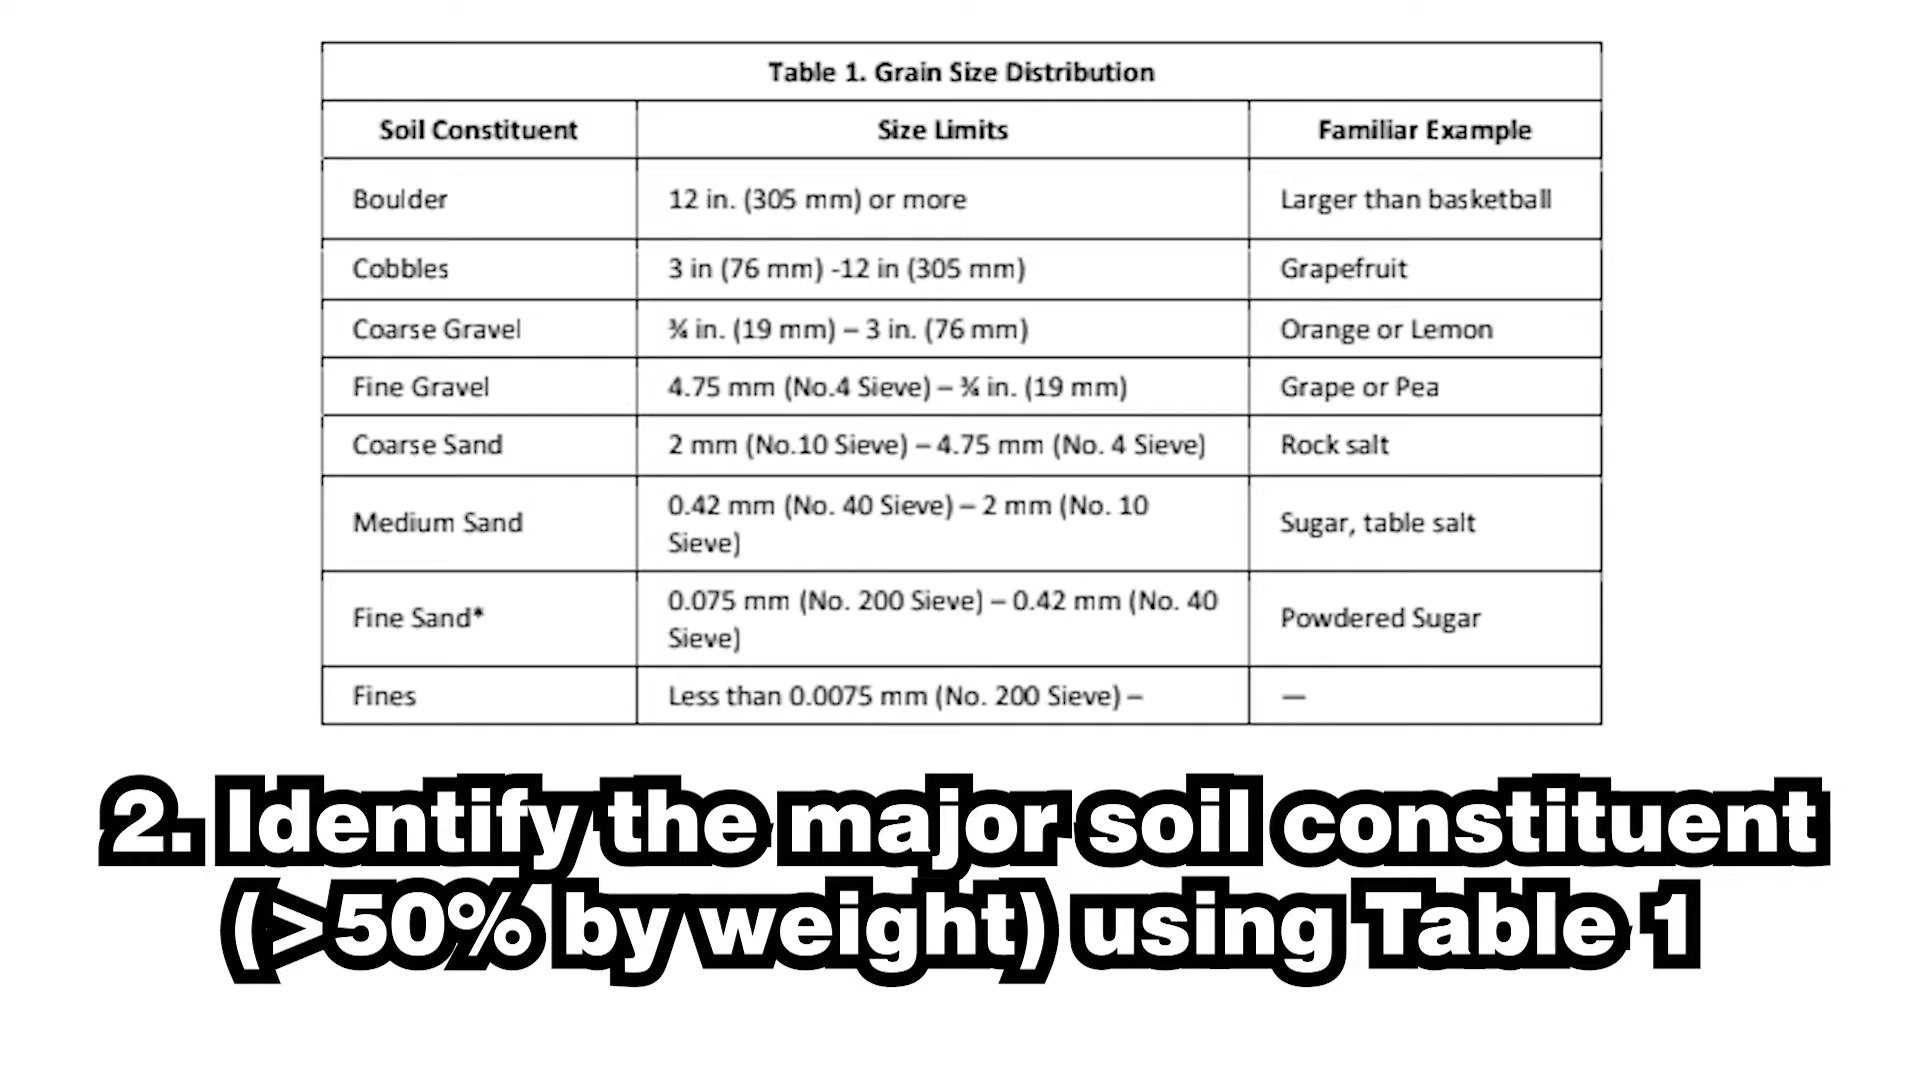 Table 1. Grain Size Distribution
Soil Constituent
Size Limits
Familiar Example
Boulder
12 in. (305 mm) or more
Larger than basketball
Cobbles
3 in (76 mm) -12 in (305 mm)
Grapefruit
Coarse Gravel
¾ in. (19 mm) – 3 in. (76 mm)
Orange or Lemon
Fine Gravel
4.75 mm (No.4 Sieve) – ¾ in. (19 mm)
Grape or Pea
Coarse Sand
2 mm (No.10 Sieve) – 4.75 mm (No. 4 Sieve)
Rock salt
Medium Sand
0.42 mm (No. 40 Sieve) – 2 mm (No. 10
Sieve)
Sugar, table salt
Fine Sand*
0.075 mm (No. 200 Sieve) – 0.42 mm (No. 40
Sieve)
Powdered Sugar
Fines
Less than 0.0075 mm (No. 200 Sieve) –
—
2. Identify the major soil constituent
(>50% by weight) using Table 1